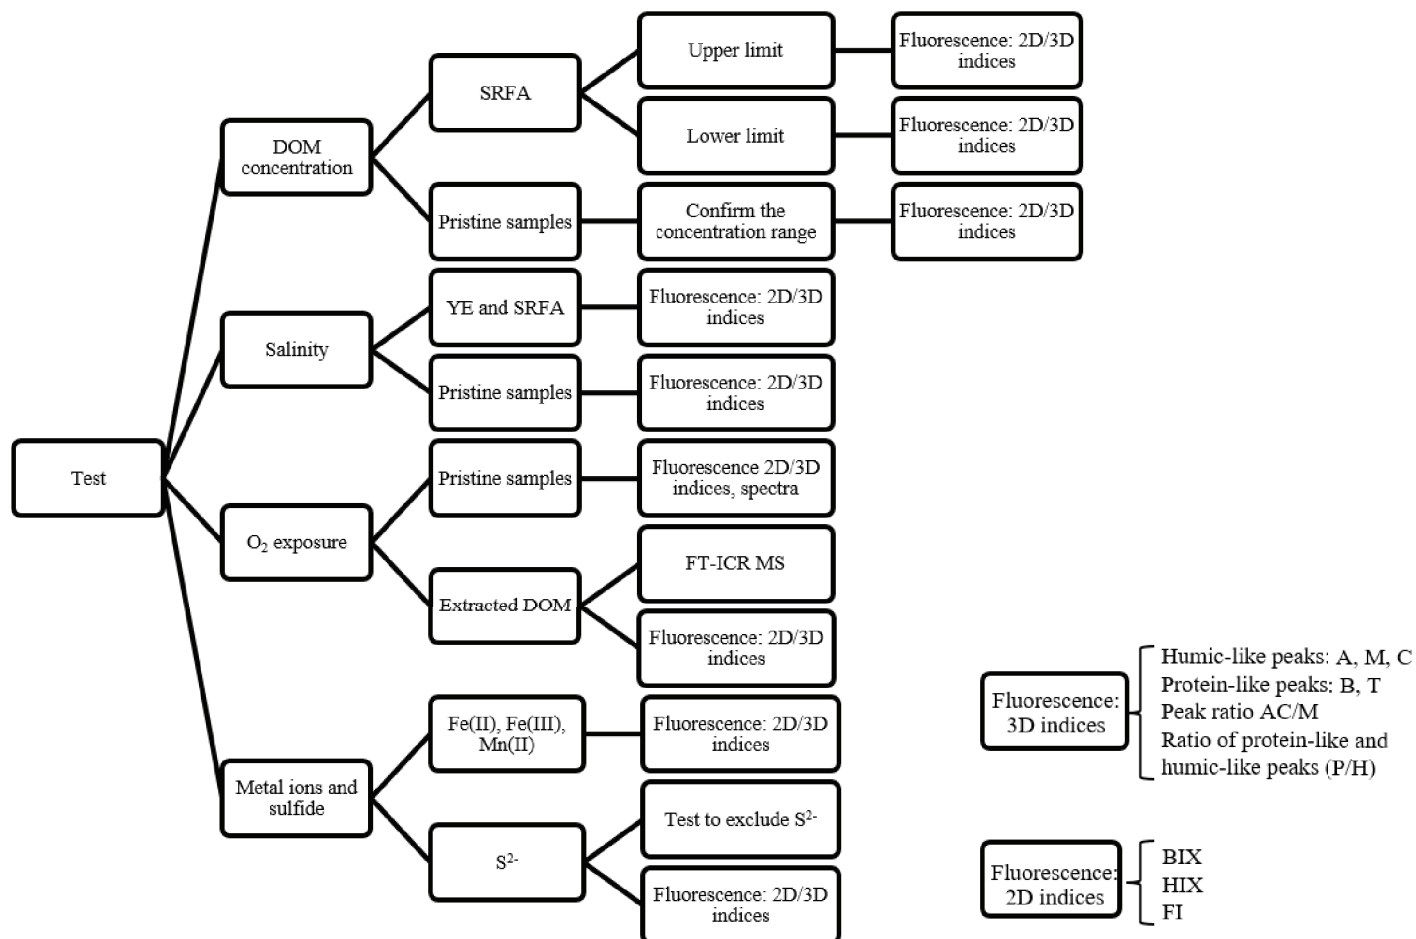 Test
DOM
concentration
SRFA
Upper limit
Fluorescence: 2D/3D
indices
Lower limit
Fluorescence: 2D/3D
indices
Pristine samples
Confirm the
concentration range
Fluorescence: 2D/3D
indices
Salinity
YE and SRFA
Fluorescence: 2D/3D
indices
Pristine samples
Fluorescence: 2D/3D
indices
O₂ exposure
Pristine samples
Fluorescence 2D/3D
indices, spectra
Extracted DOM
FT-ICR MS
Fluorescence: 2D/3D
indices
Metal ions and
sulfide
Fe(II), Fe(III),
Mn(II)
Fluorescence: 2D/3D
indices
S²⁻
Test to exclude S²⁻
Fluorescence: 2D/3D
indices
Fluorescence:
3D indices
Humic-like peaks: A, M, C
Protein-like peaks: B, T
Peak ratio AC/M
Ratio of protein-like and
humic-like peaks (P/H)
Fluorescence:
2D indices
BIX
HIX
FI